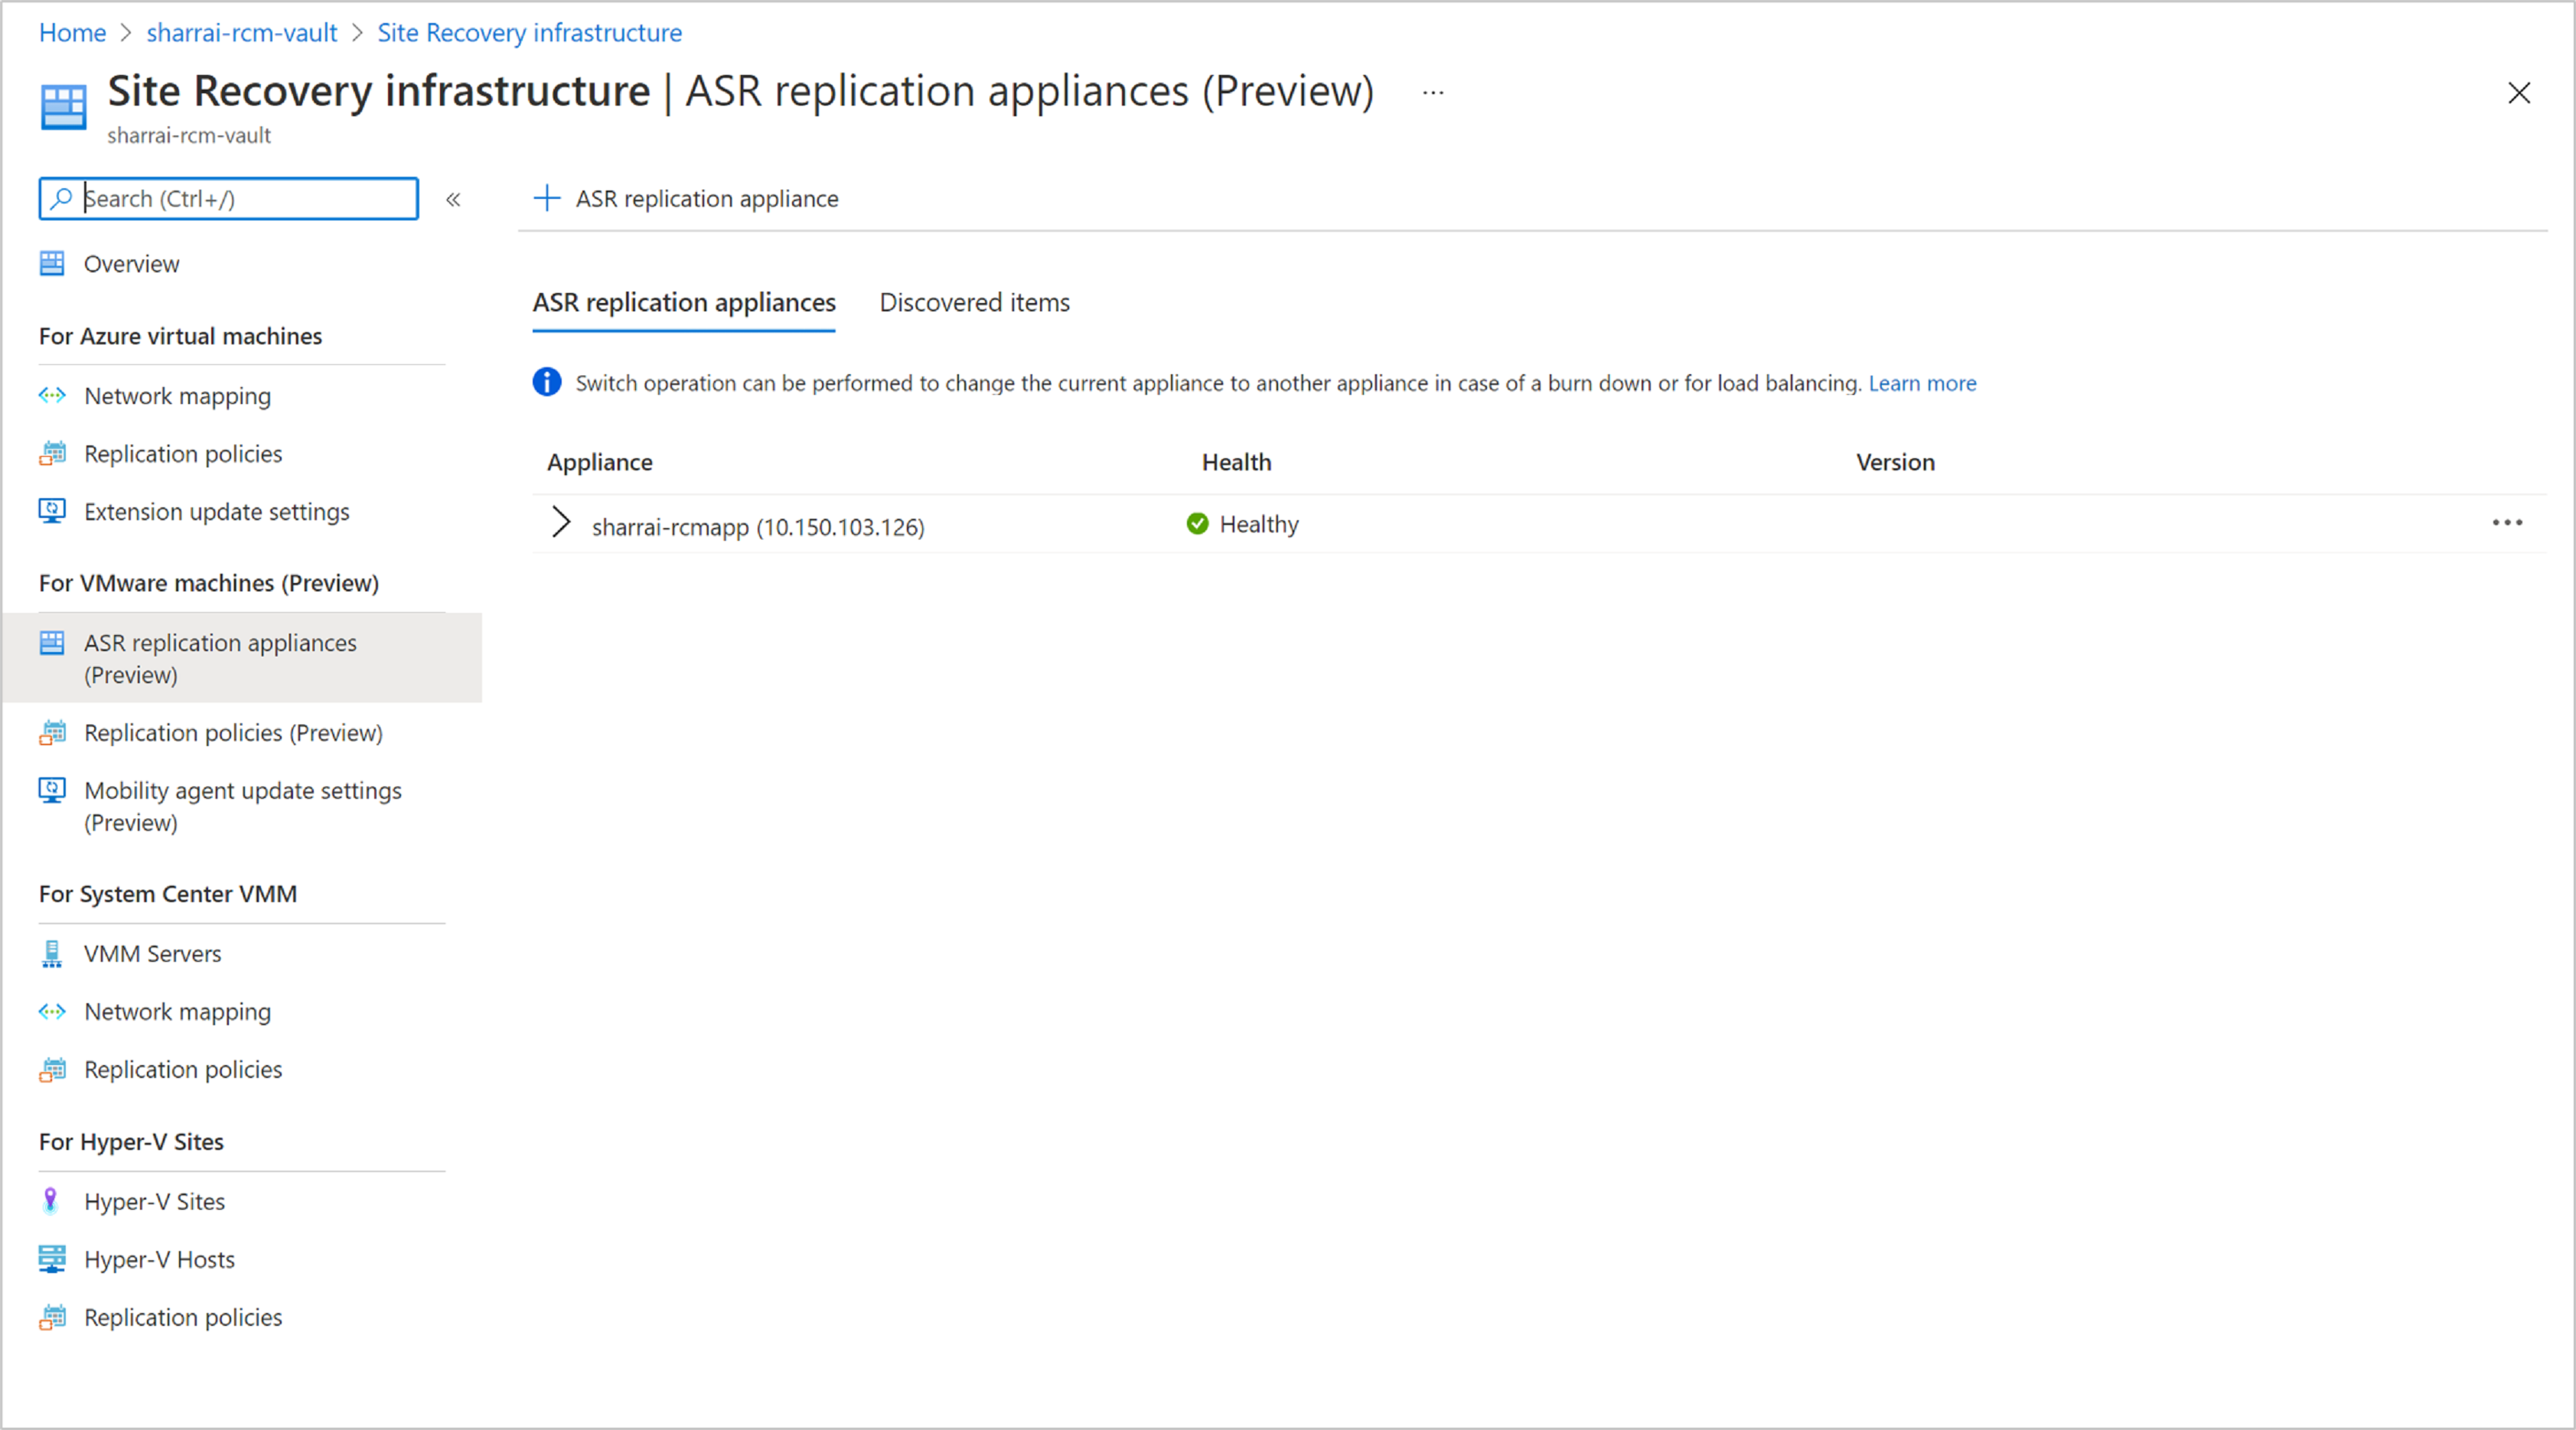 Home > sharrai-rcm-vault > Site Recovery infrastructure
Site Recovery infrastructure | ASR replication appliances (Preview) ...
sharrai-rcm-vault
Search (Ctrl+/) «
Overview
For Azure virtual machines
Network mapping
Replication policies
Extension update settings
For VMware machines (Preview)
ASR replication appliances
(Preview)
Replication policies (Preview)
Mobility agent update settings
(Preview)
For System Center VMM
VMM Servers
Network mapping
Replication policies
For Hyper-V Sites
Hyper-V Sites
Hyper-V Hosts
Replication policies
+ ASR replication appliance
ASR replication appliances Discovered items
Switch operation can be performed to change the current appliance to another appliance in case of a burn down or for load balancing. Learn more
Appliance Health Version
sharrai-rcmapp (10.150.103.126) Healthy ...